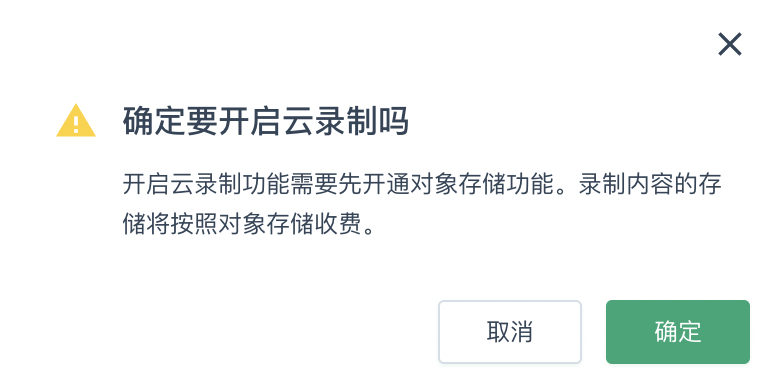 确定要开启云录制吗
开启云录制功能需要先开通对象存储功能。录制内容的存
储将按照对象存储收费。
取消
确定